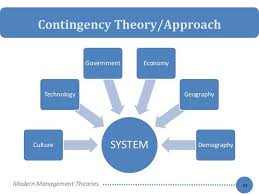 Contingency Theory/Approach
Government
Economy
Technology
Geography
Culture
SYSTEM
Demography
Modern Management Theories